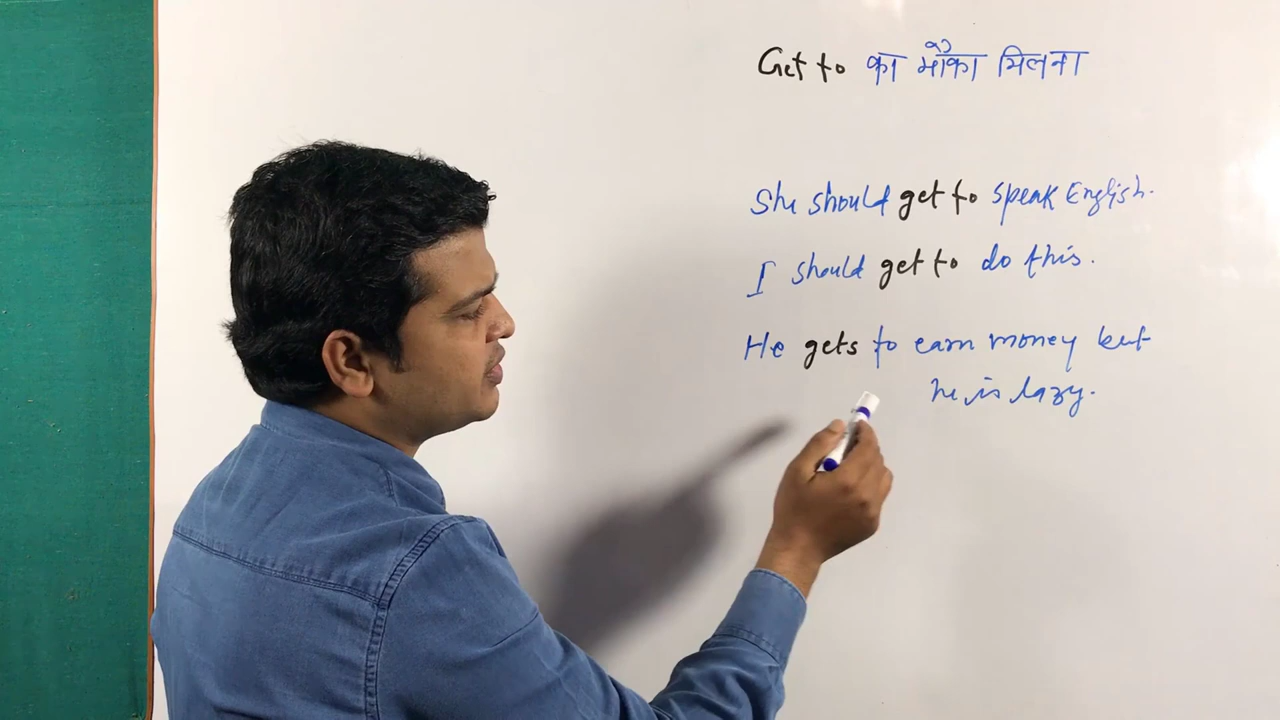 Get to का मौका मिलना
She should get to speak English.
I should get to do this.
He gets to earn money but
he is lazy.